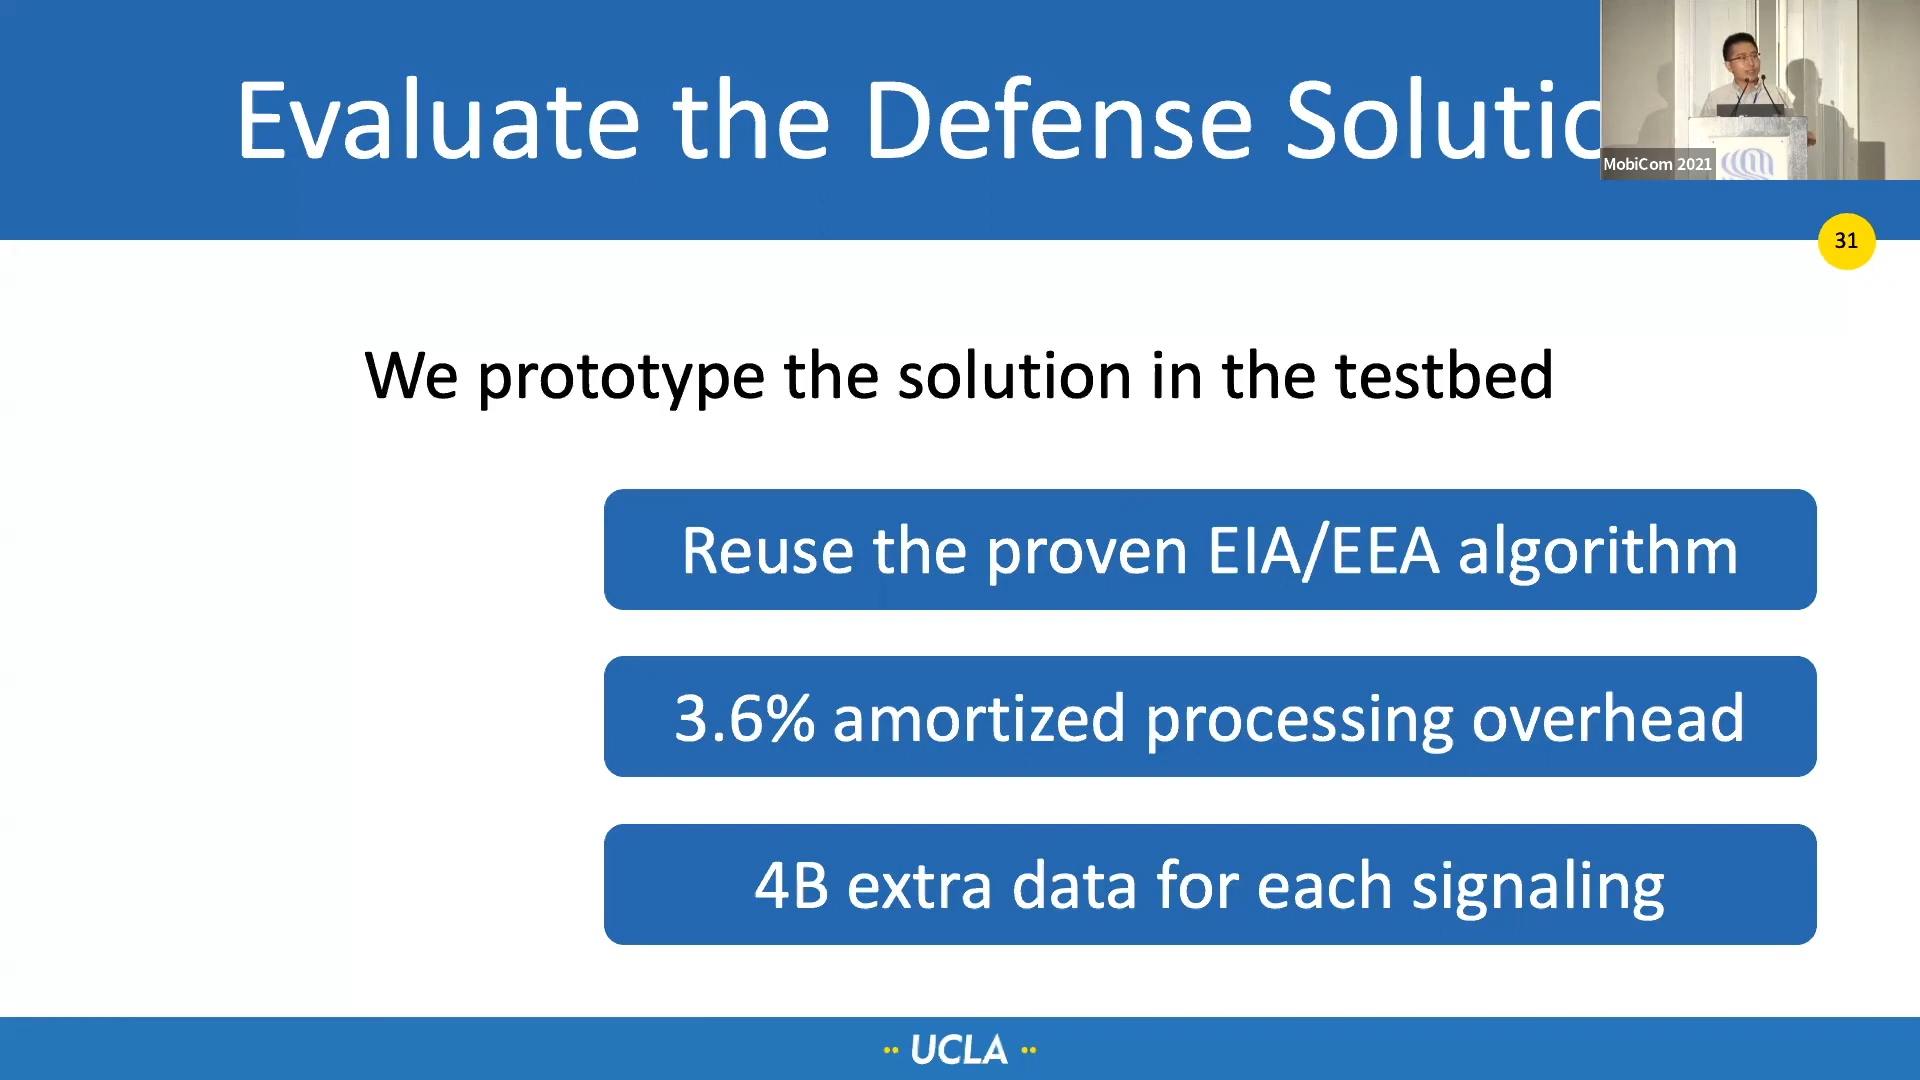 Evaluate the Defense Solutio
MobiCom 2021
31
We prototype the solution in the testbed
Reuse the proven EIA/EEA algorithm
3.6% amortized processing overhead
4B extra data for each signaling
UCLA